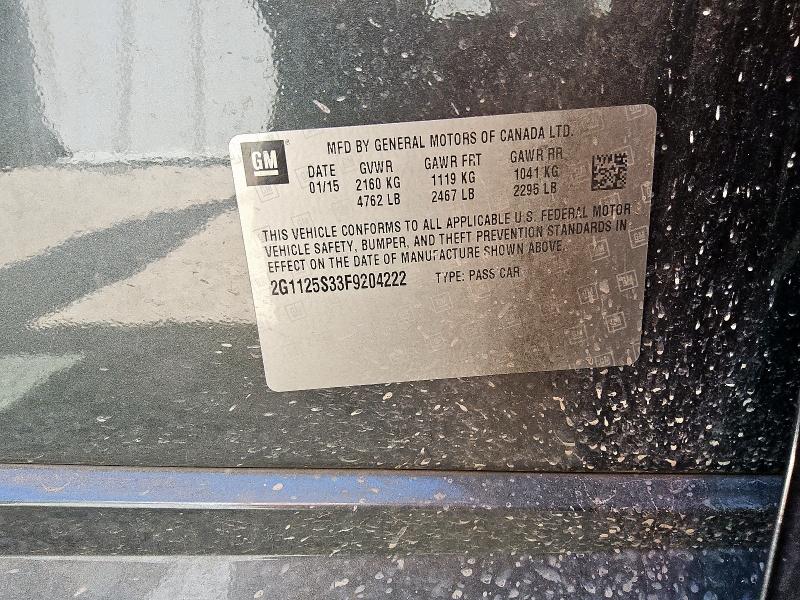 MFD BY GENERAL MOTORS OF CANADA LTD.
GM
DATE GVWR GAWR FRT GAWR RR
01/15 2160 KG 1119 KG 1041 KG
4762 LB 2467 LB 2295 LB
THIS VEHICLE CONFORMS TO ALL APPLICABLE U.S. FEDERAL MOTOR
VEHICLE SAFETY, BUMPER, AND THEFT PREVENTION STANDARDS IN
EFFECT ON THE DATE OF MANUFACTURE SHOWN ABOVE.
2G1125S33F9204222 TYPE: PASS CAR